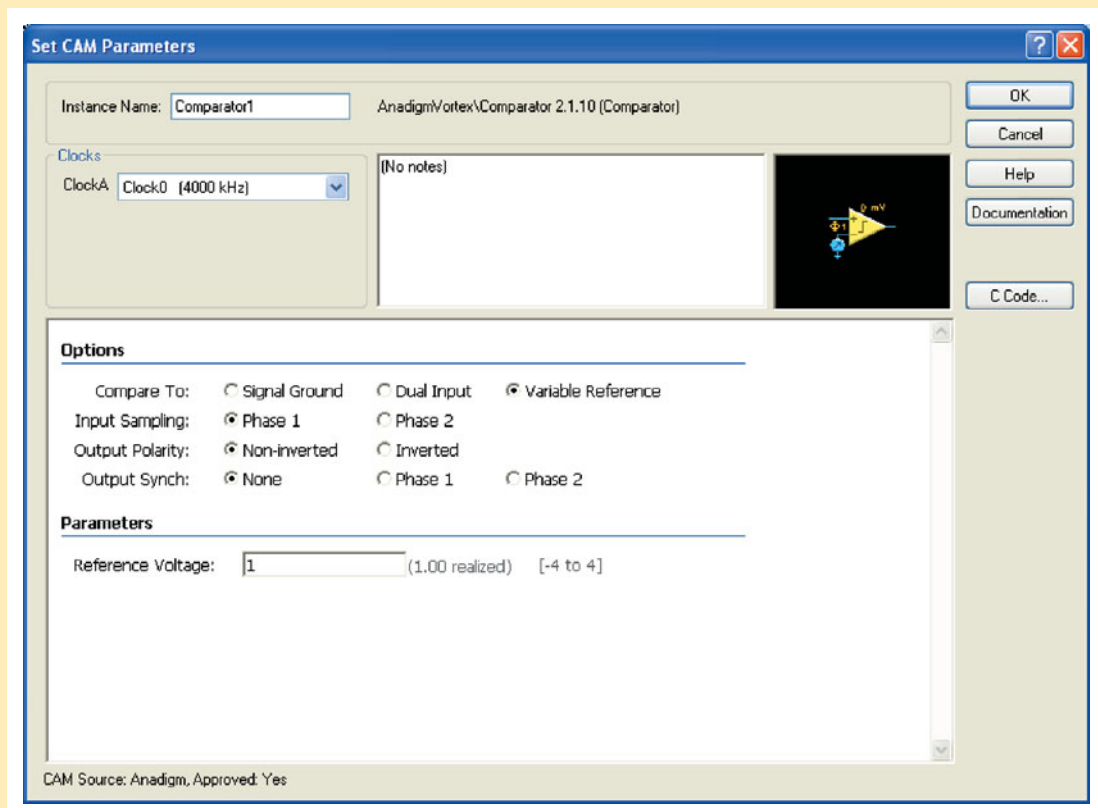 Set CAM Parameters
Instance Name: Comparator1 AnadigmVortex\Comparator 2.1.10 (Comparator)
OK
Cancel
Help
Documentation
C Code...
Clocks
ClockA Clock0 (4000 kHz)
(No notes)
0 mV
Φ1
Options
Compare To: Signal Ground Dual Input Variable Reference
Input Sampling: Phase 1 Phase 2
Output Polarity: Non-inverted Inverted
Output Synch: None Phase 1 Phase 2
Parameters
Reference Voltage: 1 (1.00 realized) [-4 to 4]
CAM Source: Anadigm, Approved: Yes